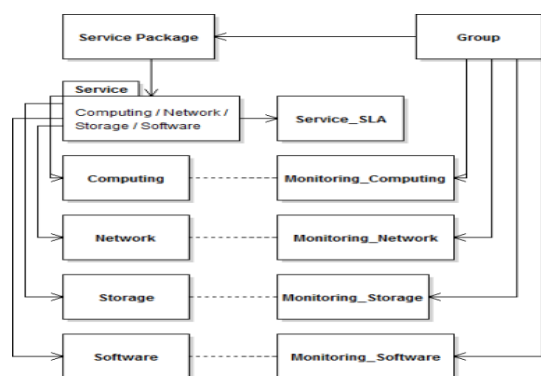 Service Package
Group
Service
Computing / Network /
Storage / Software
Service_SLA
Computing
Monitoring_Computing
Network
Monitoring_Network
Storage
Monitoring_Storage
Software
Monitoring_Software